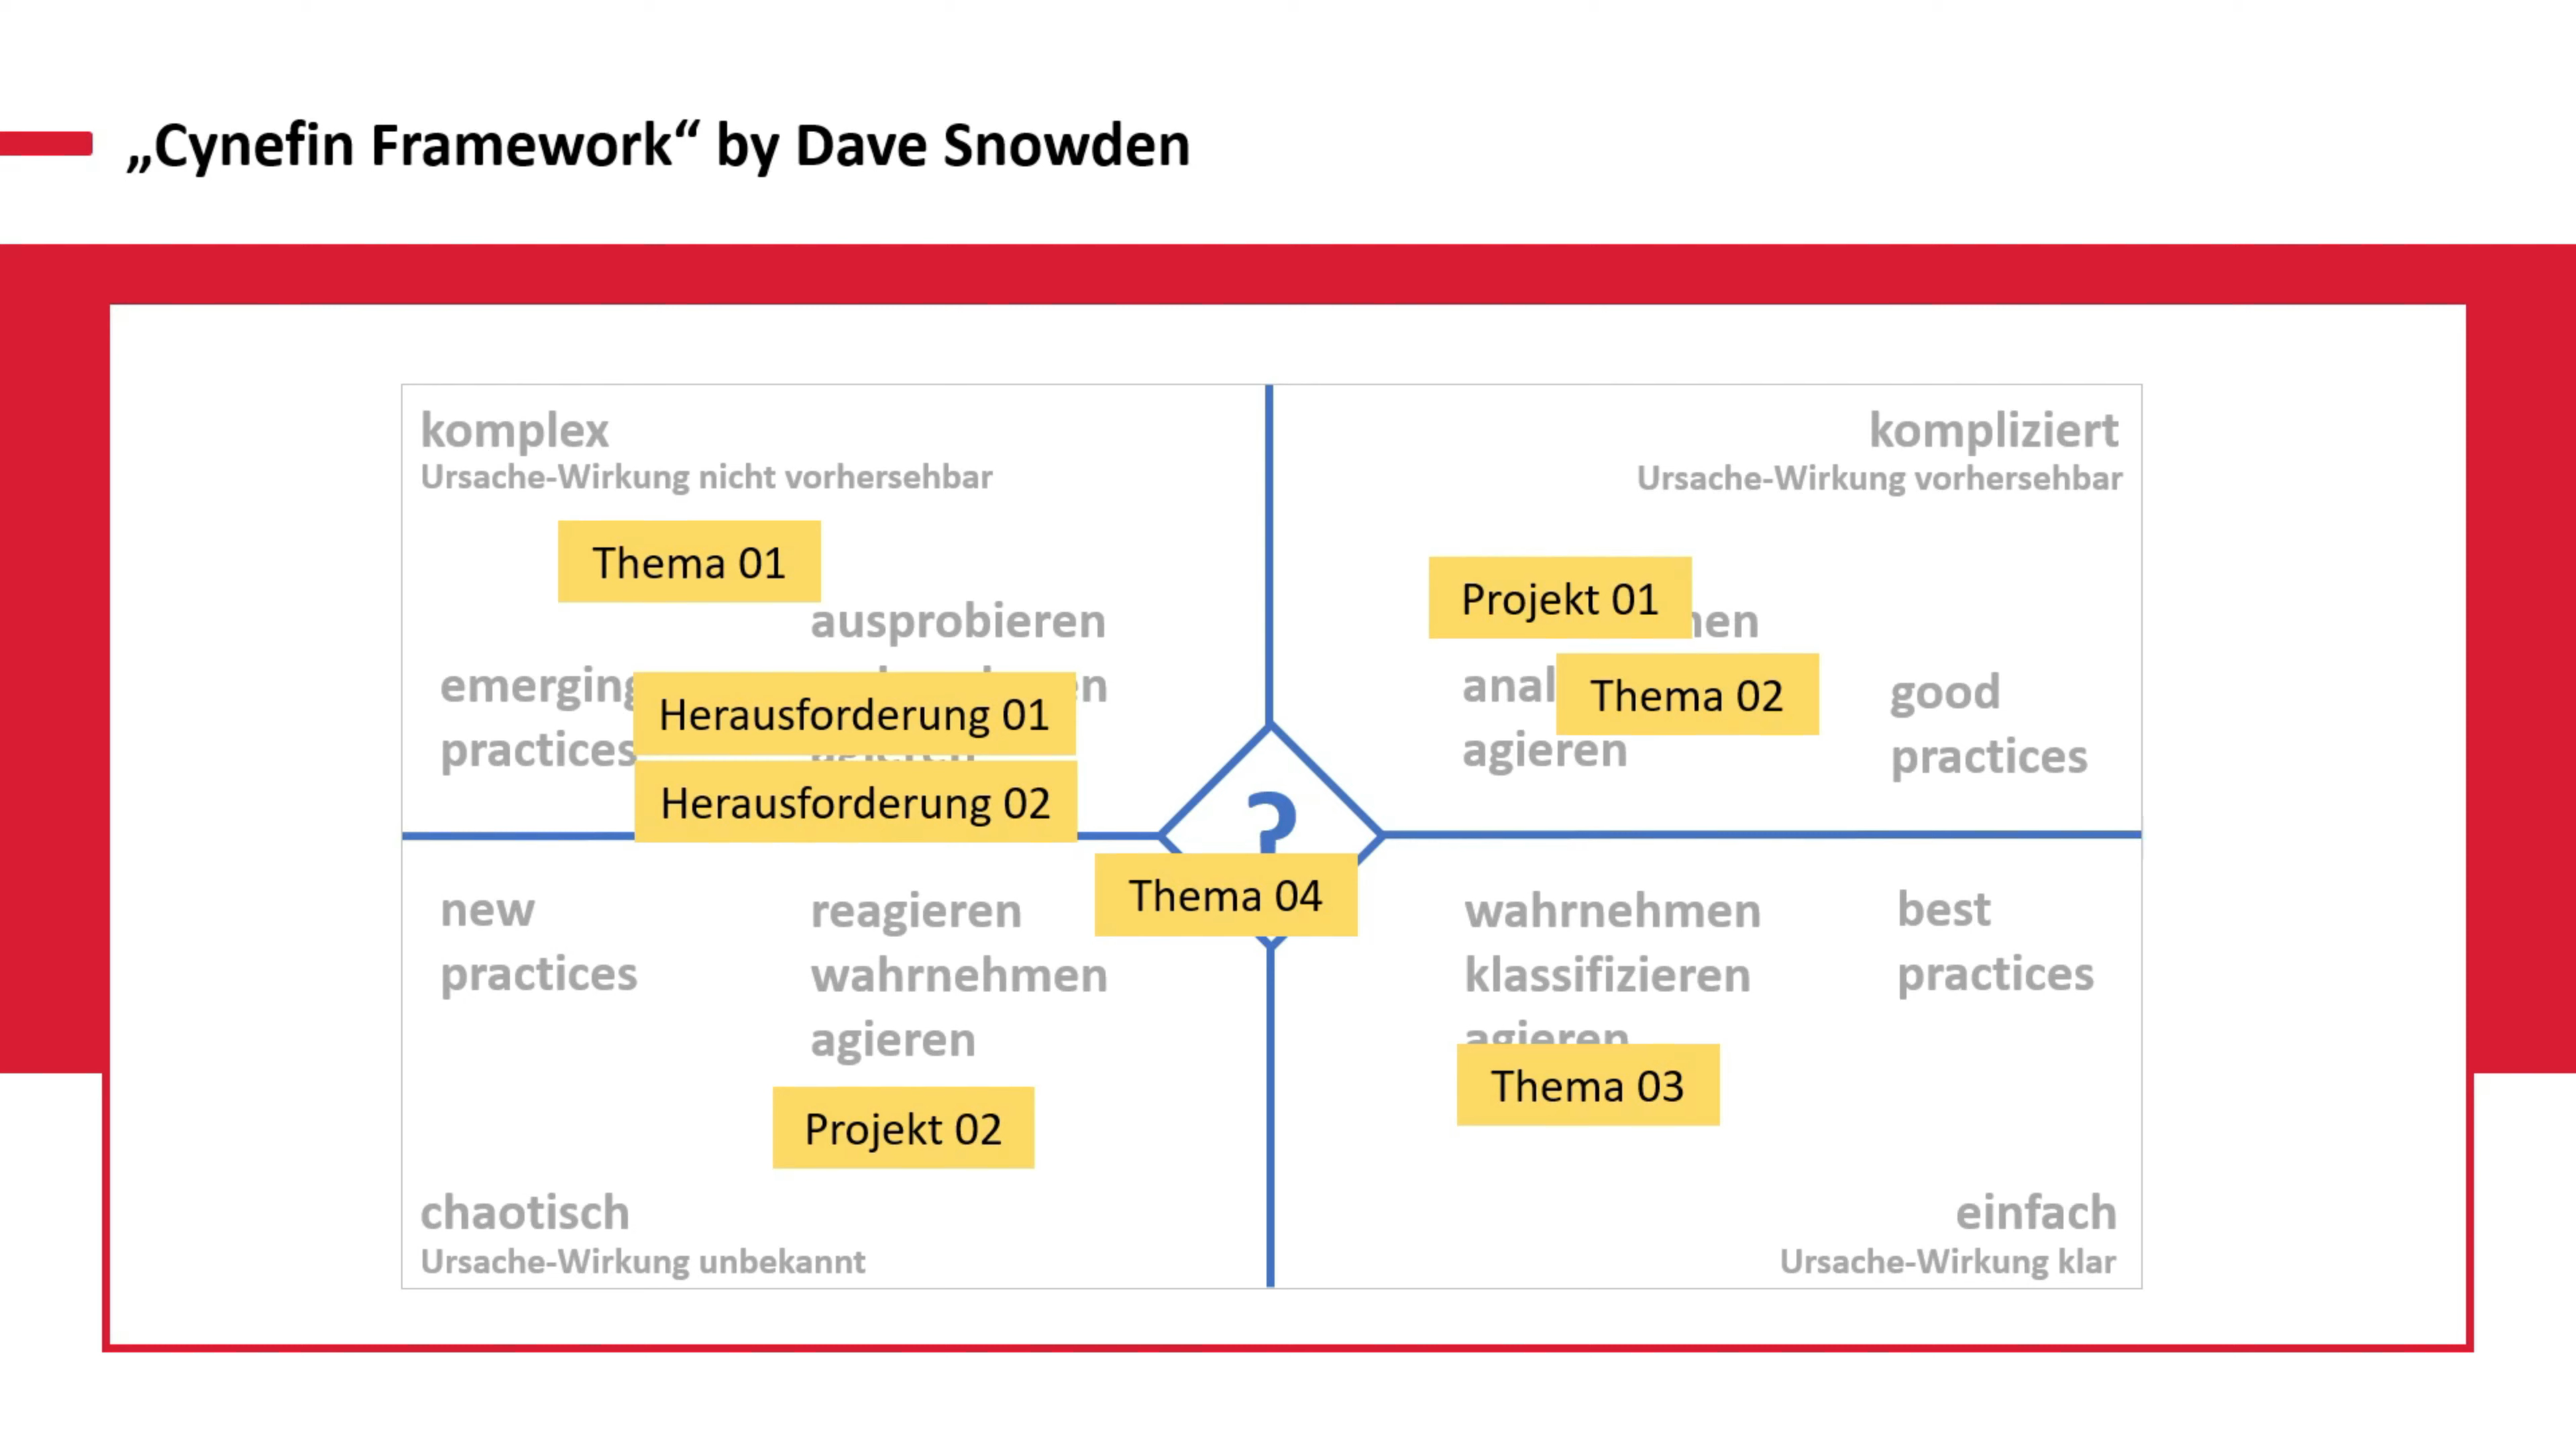 „Cynefin Framework“ by Dave Snowden
komplex
Ursache-Wirkung nicht vorhersehbar
Thema 01
ausprobieren
emerging
practices
Herausforderung 01
Herausforderung 02
kompliziert
Ursache-Wirkung vorhersehbar
Projekt 01
Thema 02
agieren
good
practices
?
Thema 04
new
practices
reagieren
wahrnehmen
agieren
Projekt 02
chaotisch
Ursache-Wirkung unbekannt
wahrnehmen
klassifizieren
agieren
best
practices
Thema 03
einfach
Ursache-Wirkung klar